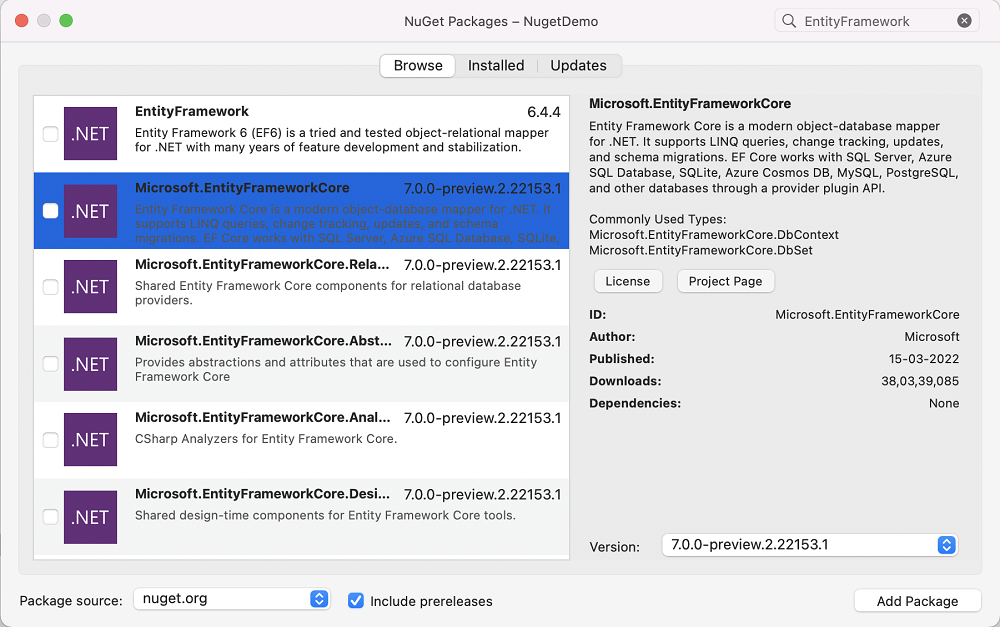 NuGet Packages – NugetDemo
EntityFramework
Browse
Installed
Updates
.NET
EntityFramework
6.4.4
Entity Framework 6 (EF6) is a tried and tested object-relational mapper
for .NET with many years of feature development and stabilization.
.NET
Microsoft.EntityFrameworkCore
7.0.0-preview.2.22153.1
Entity Framework Core is a modern object-database mapper for .NET. It
supports LINQ queries, change tracking, updates, and schema
migrations. EF Core works with SQL Server, Azure SQL Database, SQLite,
.NET
Microsoft.EntityFrameworkCore.Rela...
7.0.0-preview.2.22153.1
Shared Entity Framework Core components for relational database
providers.
.NET
Microsoft.EntityFrameworkCore.Abst...
7.0.0-preview.2.22153.1
Provides abstractions and attributes that are used to configure Entity
Framework Core
.NET
Microsoft.EntityFrameworkCore.Anal...
7.0.0-preview.2.22153.1
CSharp Analyzers for Entity Framework Core.
.NET
Microsoft.EntityFrameworkCore.Desi...
7.0.0-preview.2.22153.1
Shared design-time components for Entity Framework Core tools.
Microsoft.EntityFrameworkCore
Entity Framework Core is a modern object-database mapper
for .NET. It supports LINQ queries, change tracking, updates,
and schema migrations. EF Core works with SQL Server, Azure
SQL Database, SQLite, Azure Cosmos DB, MySQL, PostgreSQL,
and other databases through a provider plugin API.
Commonly Used Types:
Microsoft.EntityFrameworkCore.DbContext
Microsoft.EntityFrameworkCore.DbSet
License
Project Page
ID: Microsoft.EntityFrameworkCore
Author: Microsoft
Published: 15-03-2022
Downloads: 38,03,39,085
Dependencies: None
Version: 7.0.0-preview.2.22153.1
Package source: nuget.org
Include prereleases
Add Package